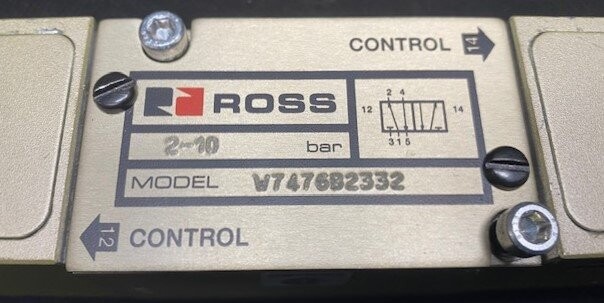 CONTROL 14
ROSS
2-10 bar
2 4
12 14
3 1 5
MODEL W7476B2332
12 CONTROL